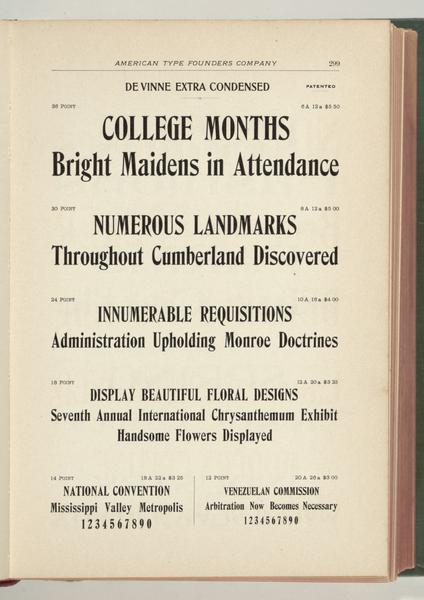 AMERICAN TYPE FOUNDERS COMPANY 299
DE VINNE EXTRA CONDENSED PATENTED
36 POINT 6 A 12 a $5 50
COLLEGE MONTHS
Bright Maidens in Attendance
30 POINT 8 A 12 a $5 00
NUMEROUS LANDMARKS
Throughout Cumberland Discovered
24 POINT 10 A 16 a $4 00
INNUMERABLE REQUISITIONS
Administration Upholding Monroe Doctrines
18 POINT 12 A 20 a $3 25
DISPLAY BEAUTIFUL FLORAL DESIGNS
Seventh Annual International Chrysanthemum Exhibit
Handsome Flowers Displayed
14 POINT 18 A 22 a $3 25
NATIONAL CONVENTION
Mississippi Valley Metropolis
1234567890
12 POINT 20 A 26 a $3 00
VENEZUELAN COMMISSION
Arbitration Now Becomes Necessary
1234567890